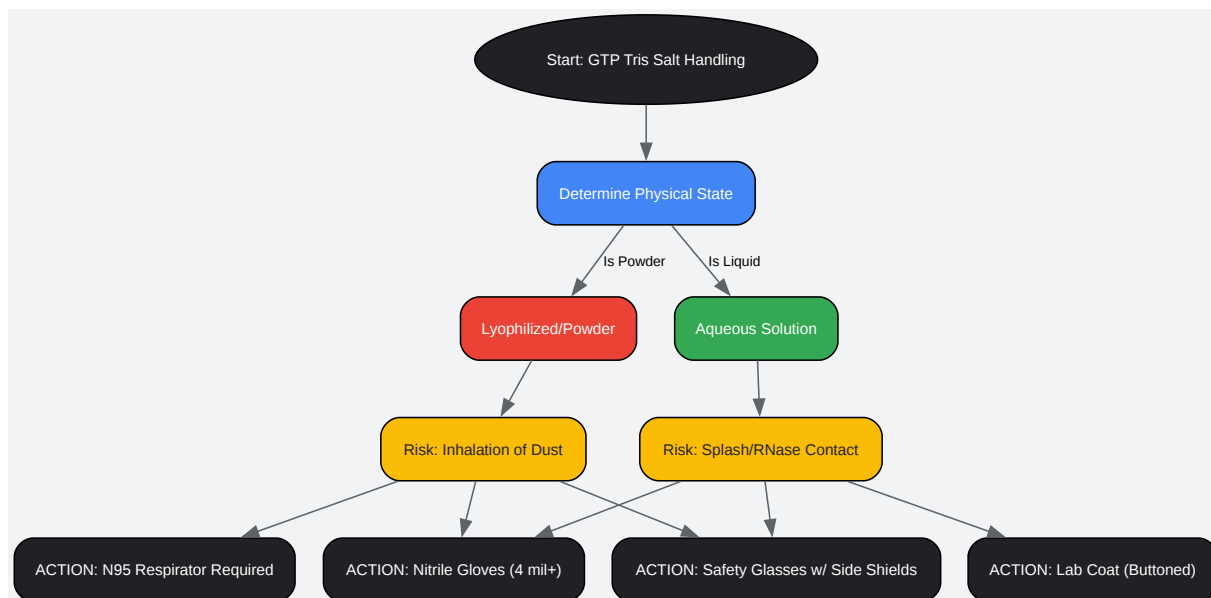 Start: GTP Tris Salt Handling
Determine Physical State
Is Powder
Is Liquid
Lyophilized/Powder
Aqueous Solution
Risk: Inhalation of Dust
Risk: Splash/RNase Contact
ACTION: N95 Respirator Required
ACTION: Nitrile Gloves (4 mil+)
ACTION: Safety Glasses w/ Side Shields
ACTION: Lab Coat (Buttoned)